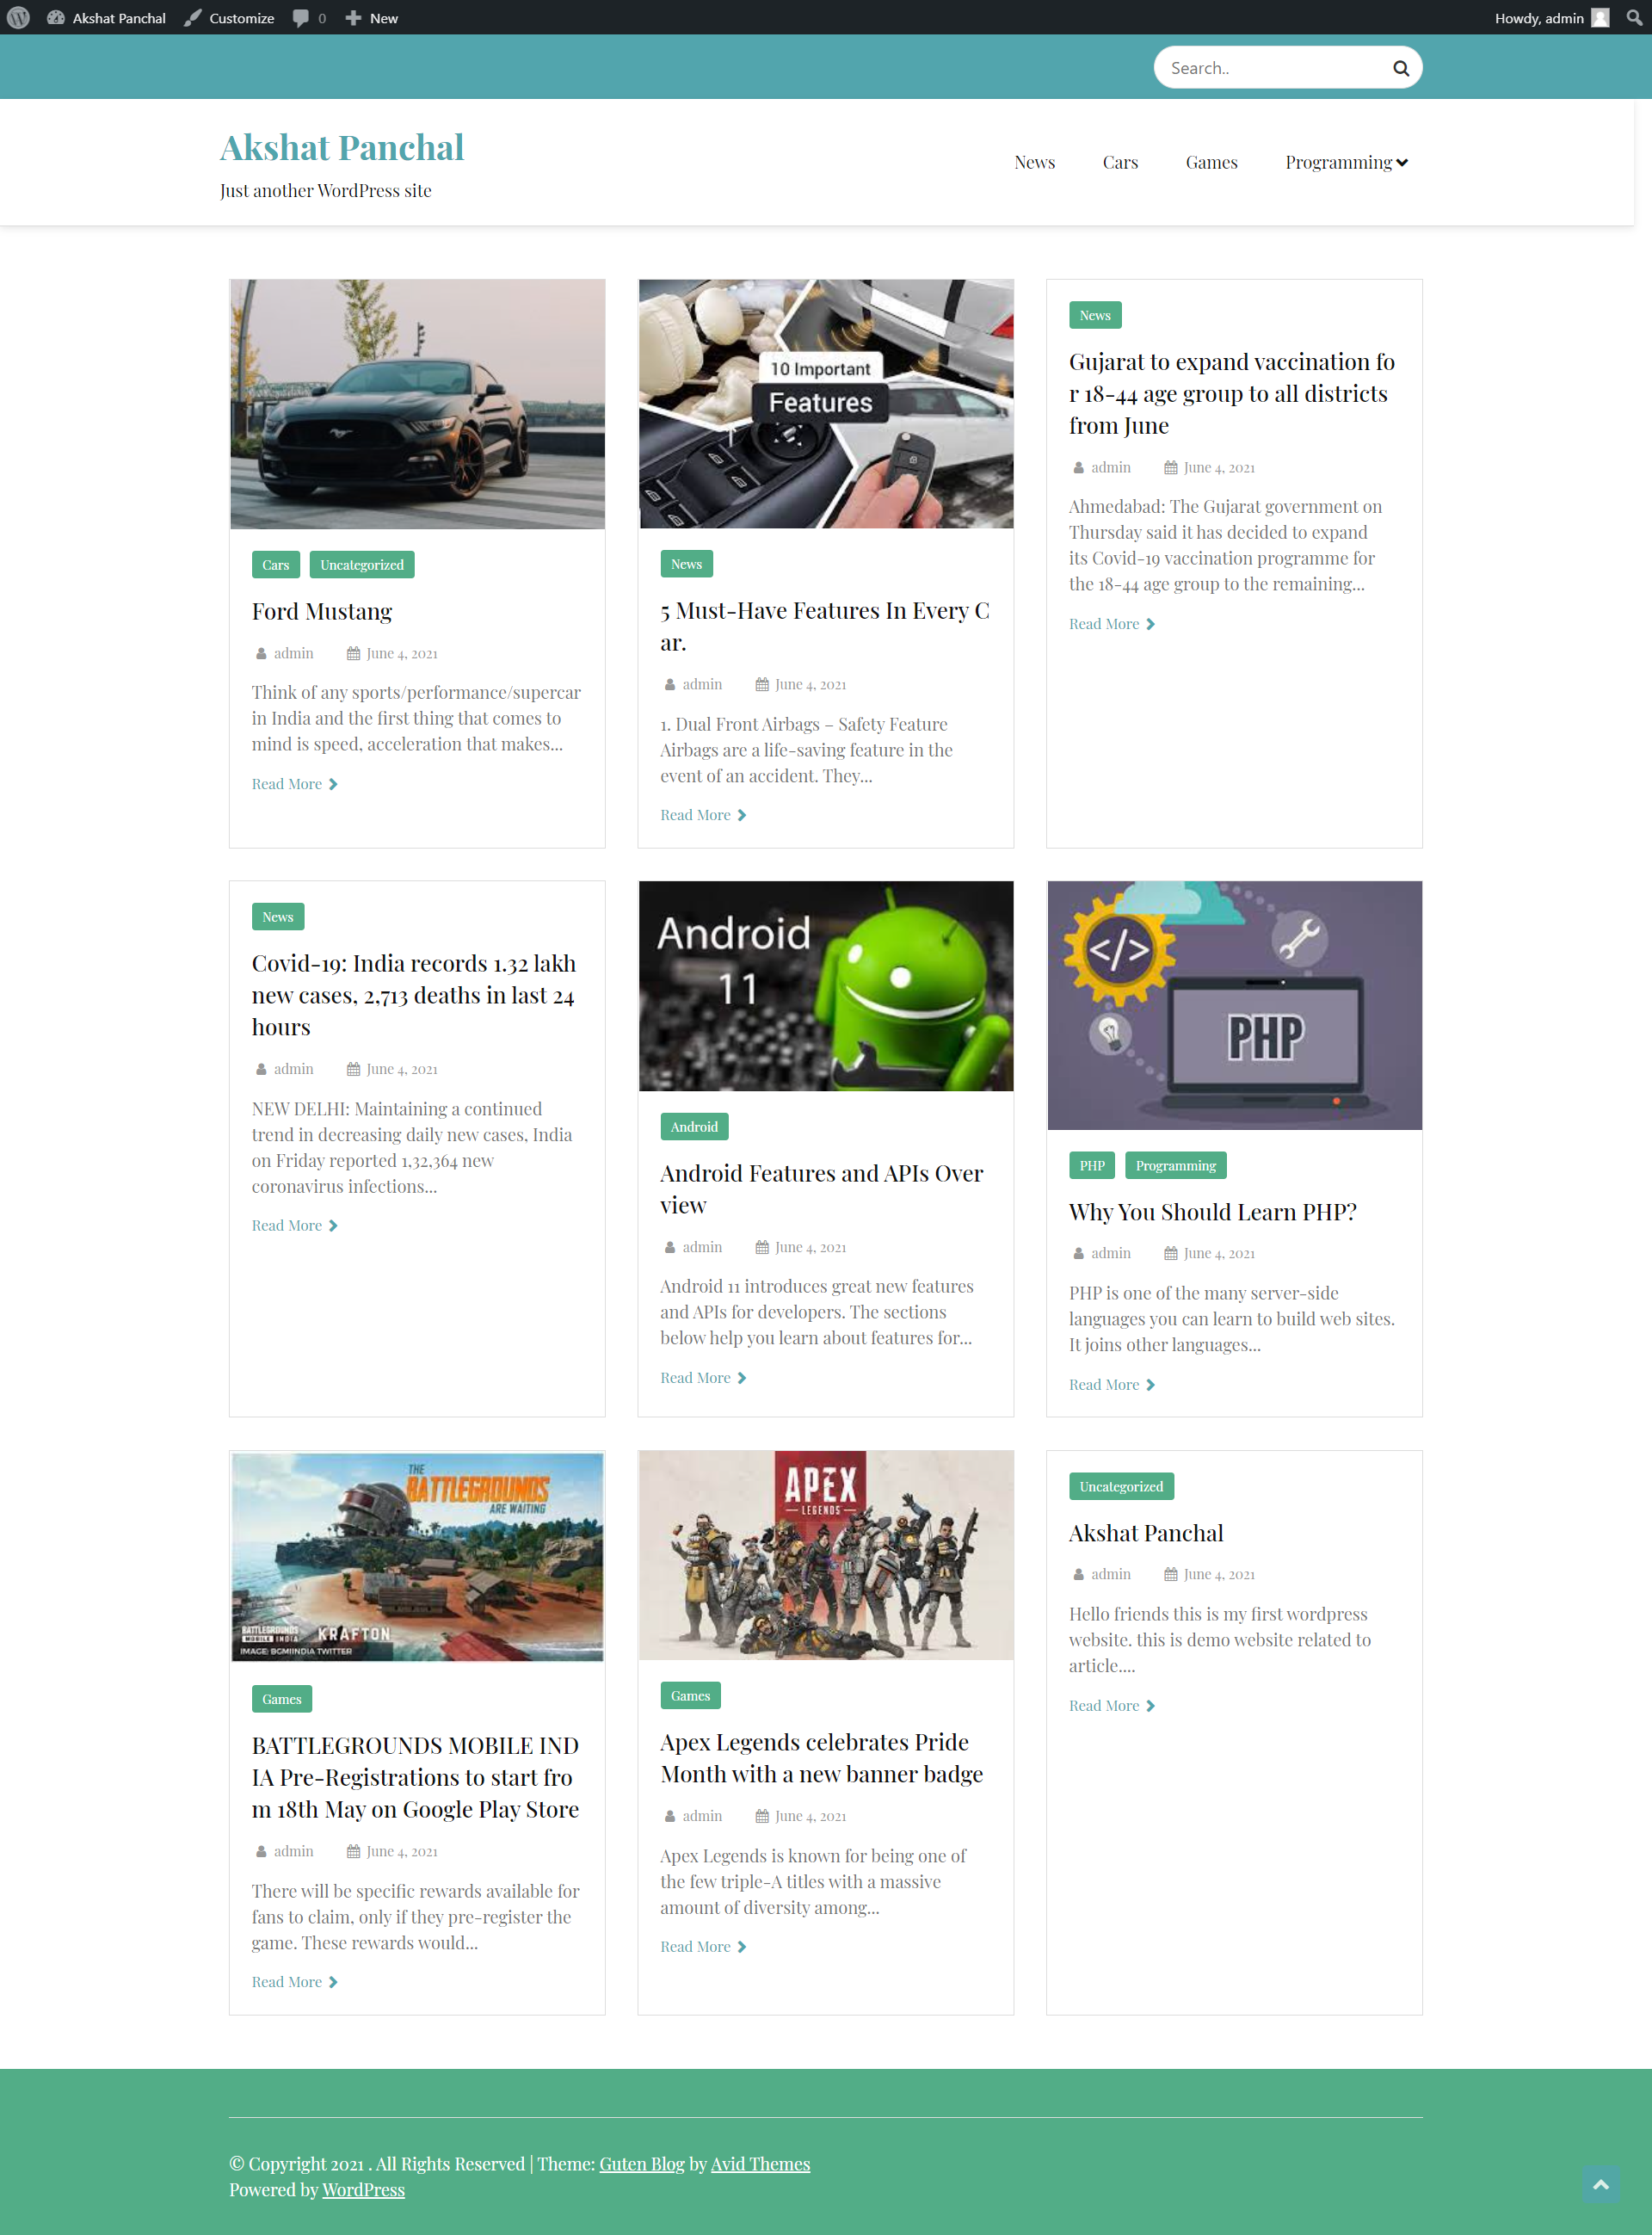 Akshat Panchal Customize 0 New Howdy, admin
Search..
Akshat Panchal
Just another WordPress site
News Cars Games Programming
Cars Uncategorized
Ford Mustang
admin June 4, 2021
Think of any sports/performance/supercar
in India and the first thing that comes to
mind is speed, acceleration that makes...
Read More
10 Important
Features
News
5 Must-Have Features In Every C
ar.
admin June 4, 2021
1. Dual Front Airbags – Safety Feature
Airbags are a life-saving feature in the
event of an accident. They...
Read More
News
Gujarat to expand vaccination fo
r 18-44 age group to all districts
from June
admin June 4, 2021
Ahmedabad: The Gujarat government on
Thursday said it has decided to expand
its Covid-19 vaccination programme for
the 18-44 age group to the remaining...
Read More
News
Covid-19: India records 1.32 lakh
new cases, 2,713 deaths in last 24
hours
admin June 4, 2021
NEW DELHI: Maintaining a continued
trend in decreasing daily new cases, India
on Friday reported 1,32,364 new
coronavirus infections...
Read More
Android
11
Android
Android Features and APIs Over
view
admin June 4, 2021
Android 11 introduces great new features
and APIs for developers. The sections
below help you learn about features for...
Read More
</>
PHP
PHP Programming
Why You Should Learn PHP?
admin June 4, 2021
PHP is one of the many server-side
languages you can learn to build web sites.
It joins other languages...
Read More
THE
BATTLEGROUNDS
ARE WAITING
BATTLEGROUNDS
MOBILE INDIA KRAFTON
IMAGE: BGMIINDIA TWITTER
Games
BATTLEGROUNDS MOBILE IND
IA Pre-Registrations to start fro
m 18th May on Google Play Store
admin June 4, 2021
There will be specific rewards available for
fans to claim, only if they pre-register the
game. These rewards would...
Read More
APEX
LEGENDS
Games
Apex Legends celebrates Pride
Month with a new banner badge
admin June 4, 2021
Apex Legends is known for being one of
the few triple-A titles with a massive
amount of diversity among...
Read More
Uncategorized
Akshat Panchal
admin June 4, 2021
Hello friends this is my first wordpress
website. this is demo website related to
article....
Read More
© Copyright 2021 . All Rights Reserved | Theme: Guten Blog by Avid Themes
Powered by WordPress